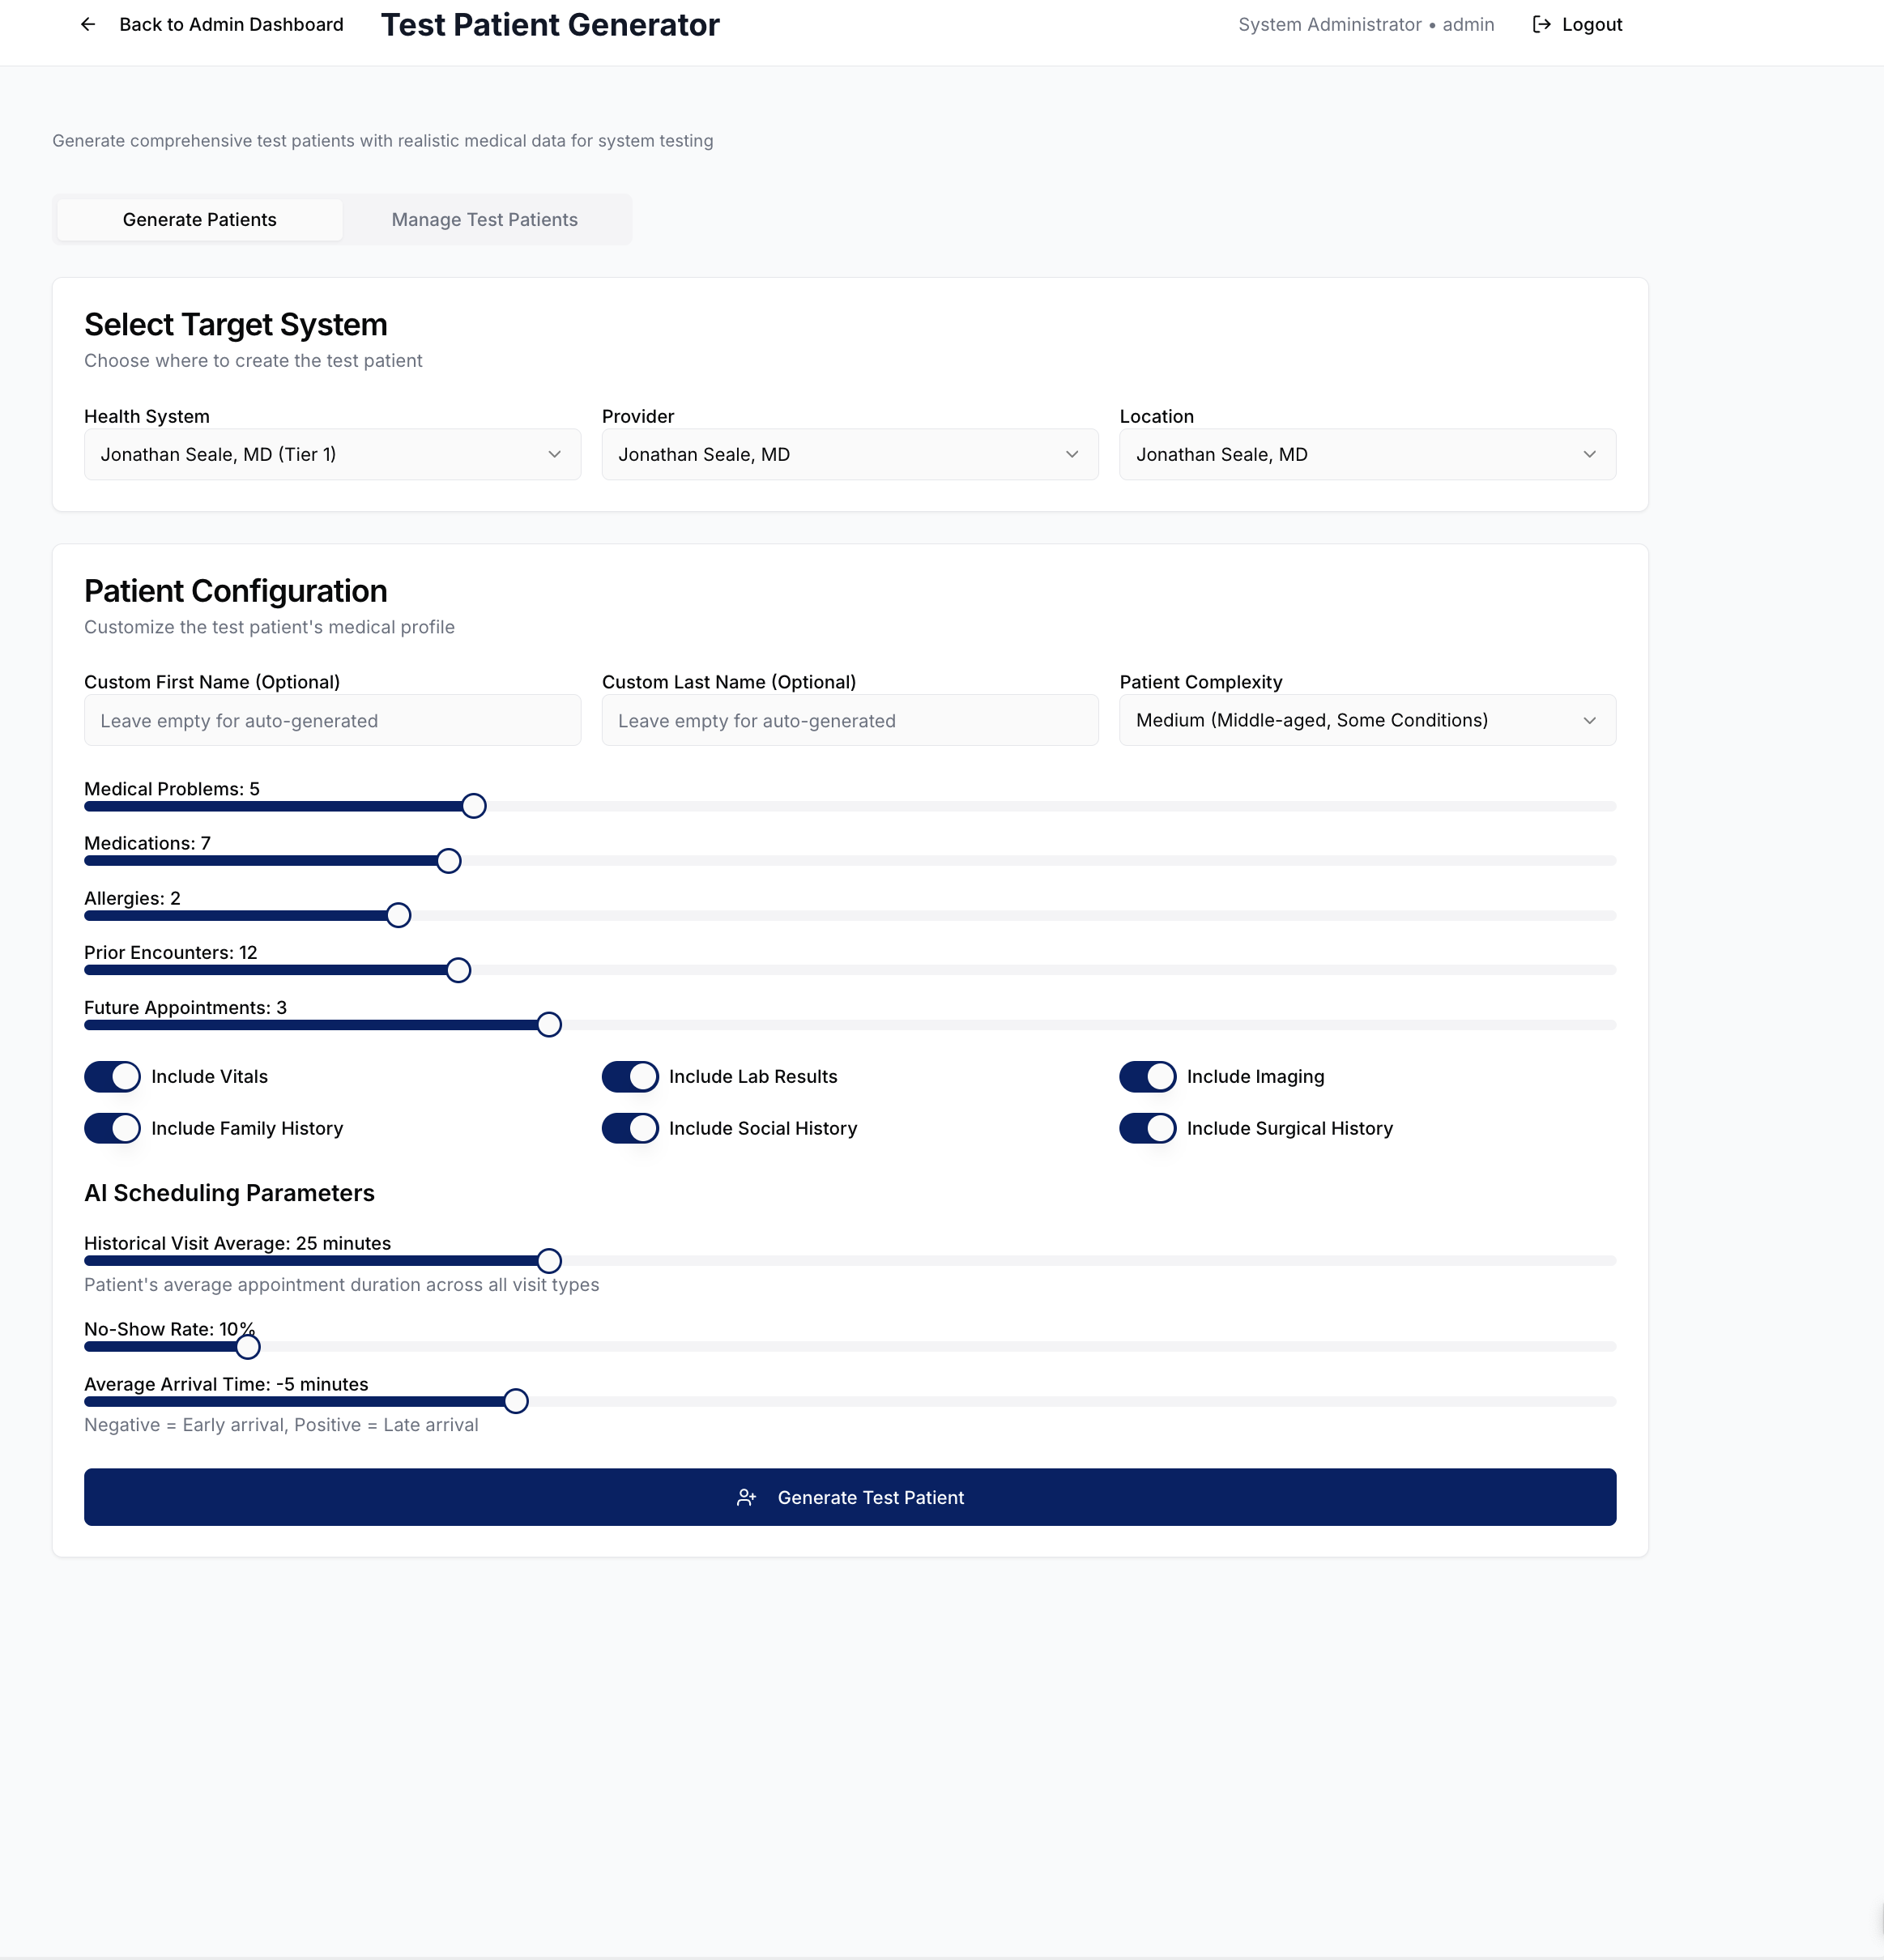 Back to Admin Dashboard
Test Patient Generator
System Administrator • admin
Logout
Generate comprehensive test patients with realistic medical data for system testing
Generate Patients
Manage Test Patients
Select Target System
Choose where to create the test patient
Health System
Provider
Location
Jonathan Seale, MD (Tier 1)
Jonathan Seale, MD
Jonathan Seale, MD
Patient Configuration
Customize the test patient's medical profile
Custom First Name (Optional)
Custom Last Name (Optional)
Patient Complexity
Leave empty for auto-generated
Leave empty for auto-generated
Medium (Middle-aged, Some Conditions)
Medical Problems: 5
Medications: 7
Allergies: 2
Prior Encounters: 12
Future Appointments: 3
Include Vitals
Include Lab Results
Include Imaging
Include Family History
Include Social History
Include Surgical History
AI Scheduling Parameters
Historical Visit Average: 25 minutes
Patient's average appointment duration across all visit types
No-Show Rate: 10%
Average Arrival Time: -5 minutes
Negative = Early arrival, Positive = Late arrival
Generate Test Patient